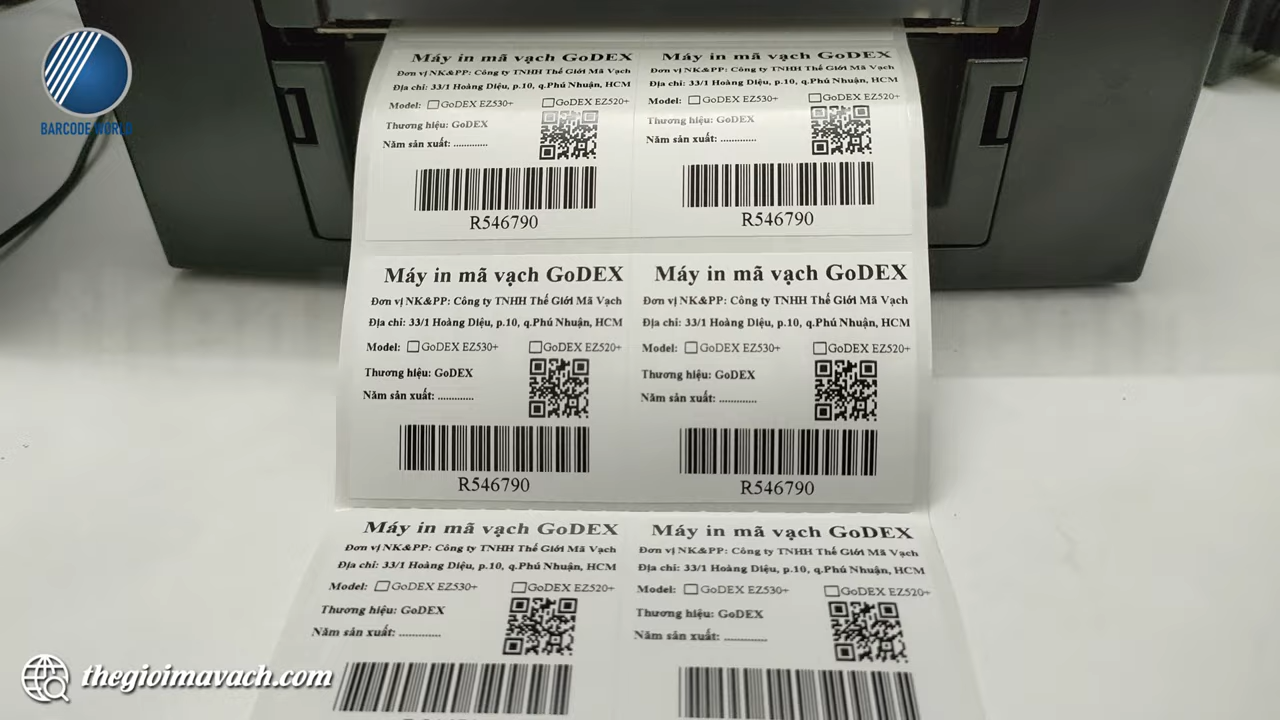 BARCODE WORLD
Máy in mã vạch GoDEX
Đơn vị NK&PP: Công ty TNHH Thế Giới Mã Vạch
Địa chỉ: 33/1 Hoàng Diệu, p.10, q.Phú Nhuận, HCM
Model: GoDEX EZ530+ GoDEX EZ520+
Thương hiệu: GoDEX
Năm sản xuất: .............
R546790
Máy in mã vạch GoDEX
Đơn vị NK&PP: Công ty TNHH Thế Giới Mã Vạch
Địa chỉ: 33/1 Hoàng Diệu, p.10, q.Phú Nhuận, HCM
Model: GoDEX EZ530+ GoDEX EZ520+
Thương hiệu: GoDEX
Năm sản xuất: .............
R546790
Máy in mã vạch GoDEX
Đơn vị NK&PP: Công ty TNHH Thế Giới Mã Vạch
Địa chỉ: 33/1 Hoàng Diệu, p.10, q.Phú Nhuận, HCM
Model: GoDEX EZ530+ GoDEX EZ520+
Thương hiệu: GoDEX
Năm sản xuất: .............
R546790
Máy in mã vạch GoDEX
Đơn vị NK&PP: Công ty TNHH Thế Giới Mã Vạch
Địa chỉ: 33/1 Hoàng Diệu, p.10, q.Phú Nhuận, HCM
Model: GoDEX EZ530+ GoDEX EZ520+
Thương hiệu: GoDEX
Năm sản xuất: .............
R546790
Máy in mã vạch GoDEX
Đơn vị NK&PP: Công ty TNHH Thế Giới Mã Vạch
Địa chỉ: 33/1 Hoàng Diệu, p.10, q.Phú Nhuận, HCM
Model: GoDEX EZ530+ GoDEX EZ520+
Thương hiệu: GoDEX
Năm sản xuất: .............
Máy in mã vạch GoDEX
Đơn vị NK&PP: Công ty TNHH Thế Giới Mã Vạch
Địa chỉ: 33/1 Hoàng Diệu, p.10, q.Phú Nhuận, HCM
Model: GoDEX EZ530+ GoDEX EZ520+
Thương hiệu: GoDEX
Năm sản xuất: .............
thegioimavach.com